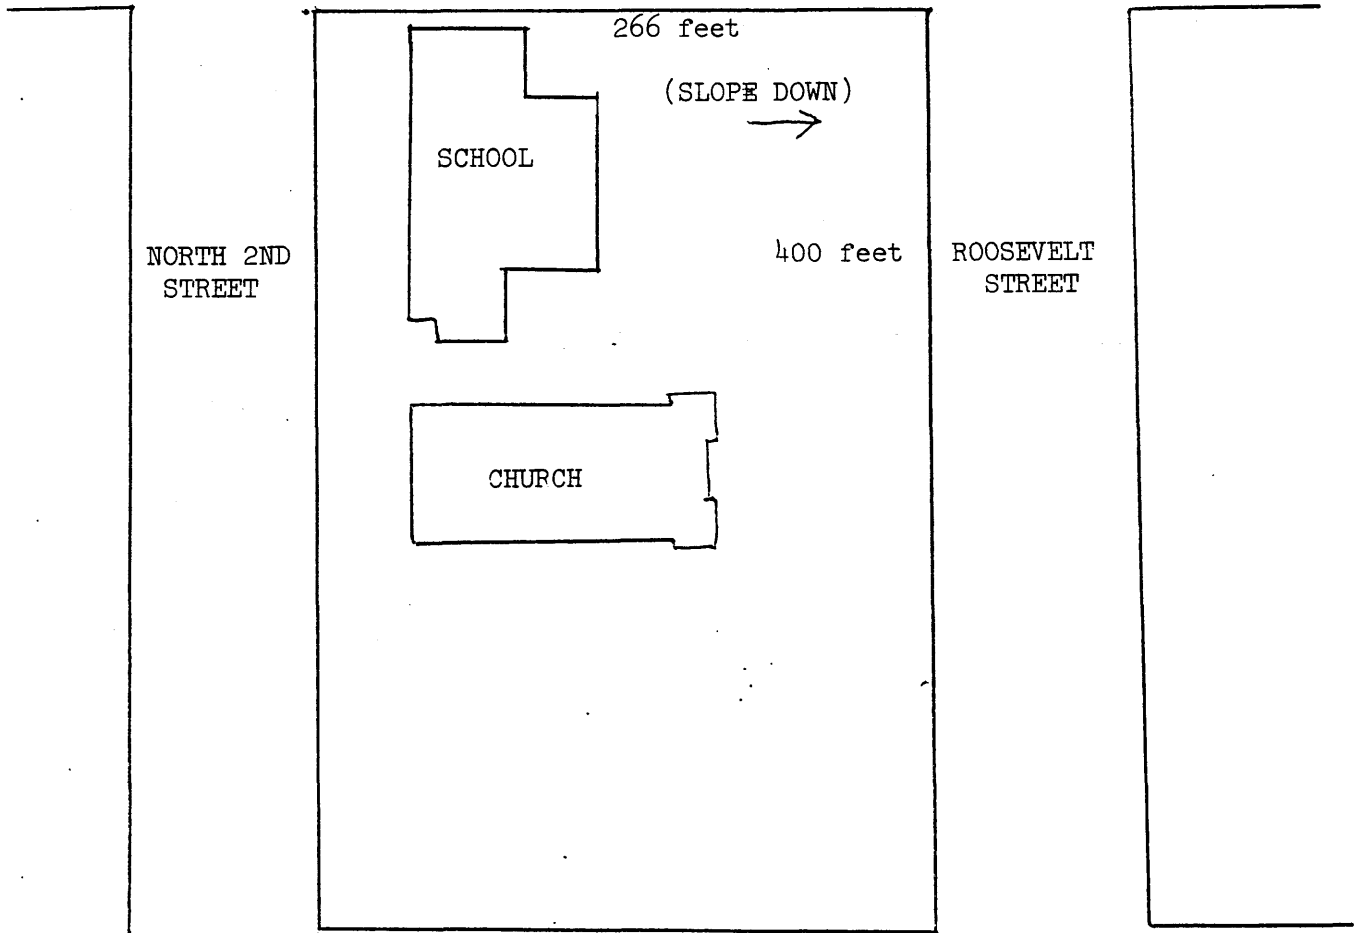 266 feet
(SLOPE DOWN)
SCHOOL
NORTH 2ND
STREET
400 feet
ROOSEVELT
STREET
CHURCH